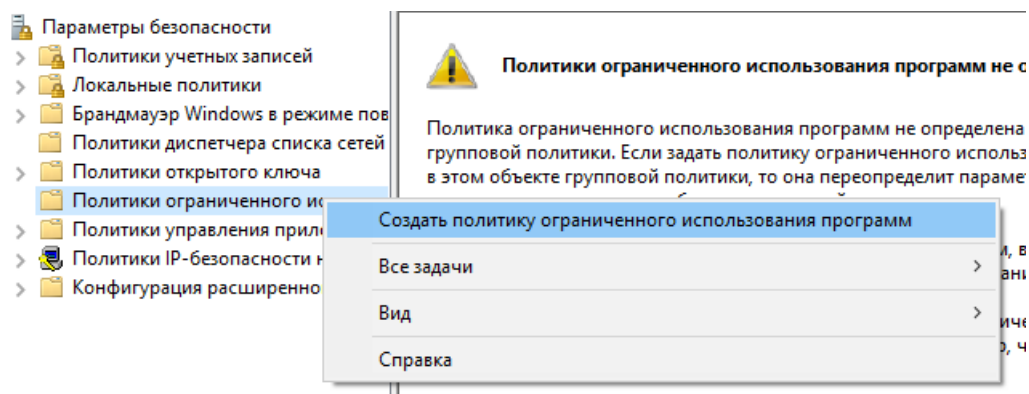 Параметры безопасности
Политики учетных записей
Локальные политики
Брандмауэр Windows в режиме пов
Политики диспетчера списка сетей
Политики открытого ключа
Политики ограниченного ис
Политики управления прил
Политики IP-безопасности н
Конфигурация расширенно
Политики ограниченного использования программ не о
Политика ограниченного использования программ не определена
групповой политики. Если задать политику ограниченного использ
в этом объекте групповой политики, то она переопределит параме
Создать политику ограниченного использования программ
Все задачи
Вид
Справка